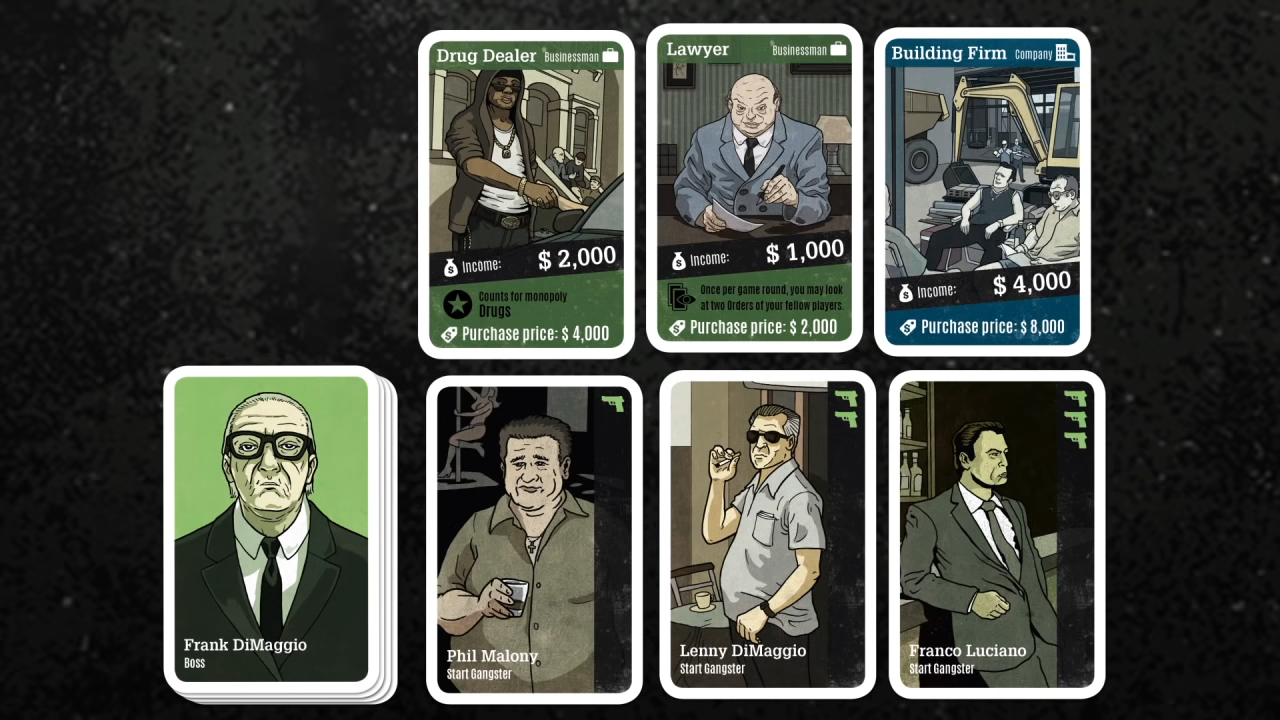 Drug Dealer Businessman
Income: $ 2,000
Counts for monopoly
Drugs
Purchase price: $ 4,000
Lawyer Businessman
Income: $ 1,000
Once per game round, you may look
at two Orders of your fellow players.
Purchase price: $ 2,000
Building Firm Company
Income: $ 4,000
Purchase price: $ 8,000
Frank DiMaggio
Boss
Phil Malony
Start Gangster
Lenny DiMaggio
Start Gangster
Franco Luciano
Start Gangster